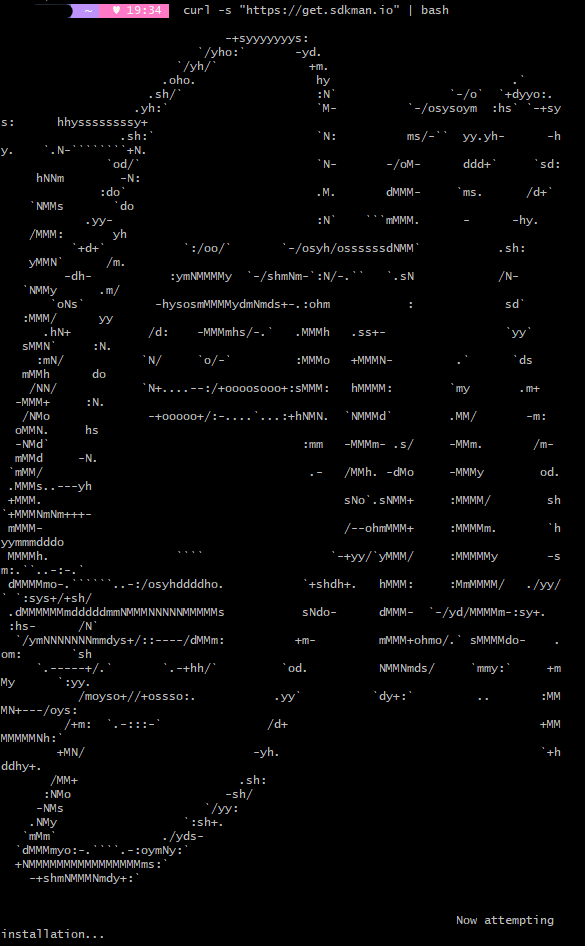 ~ ♥ 19:34 curl -s "https://get.sdkman.io" | bash
-+syyyyyyys:
`/yho:` -yd.
`/yh/` +m.
.oho. hy .`
.sh/` :N` `-/o` `+dyyo:.
.yh:` `M- `-/osysoym :hs` `-+sy
s: hhysssssssssy+
.sh:` `N: ms/-`` yy.yh- -h
y. `.N-````````+N.
`od/` `N- -/oM- ddd+` `sd:
hNNm -N:
:do` .M. dMMM- `ms. /d+`
`NMMs `do
.yy- :N` ```mMMM. - -hy.
/MMM: yh
`+d+` `:/oo/` `-/osyh/ossssssdNMM` .sh:
yMMN` /m.
-dh- :ymNMMMMy `-/shmNm-`:N/-.`` `.sN /N-
`NMMy .m/
`oNs` -hysosmMMMMydmNmds+-.:ohm : sd`
:MMM/ yy
.hN+ /d: -MMMmhs/-.` .MMMh .ss+- `yy`
sMMN` :N.
:mN/ `N/ `o/-` :MMMo +MMMN- .` `ds
mMMh do
/NN/ `N+....--:/+oooosooo+:sMMM: hMMMM: `my .m+
-MMM+ :N.
/NMo -+ooooo+/:-....`...:+hNMN. `NMMMd` .MM/ -m:
oMMN. hs
-NMd` :mm -MMMm- .s/ -MMm. /m-
mMMd -N.
`mMM/ .- /MMh. -dMo -MMMy od.
.MMMs..---yh
+MMM. sNo`.sNMM+ :MMMM/ sh
`+MMMNmNm+++-
mMMM- /--ohmMMM+ :MMMMm. `h
yymmmdddo
MMMMh. ```` `-+yy/`yMMM/ :MMMMMy -s
m:.``..-:-.`
dMMMMmo-.``````..-:/osyhddddho. `+shdh+. hMMM: :MmMMMM/ ./yy/
` `:sys+/+sh/
.dMMMMMMmdddddmmNMMMNNNNNMMMMMs sNdo- dMMM- `-/yd/MMMMm-:sy+.
:hs- /N`
`/ymNNNNNNNmmdys+/::----/dMMm: +m- mMMM+ohmo/.` sMMMMdo- .
om: `sh
`.-----+/.` `.-+hh/` `od. NMMNmds/ `mmy:` +m
My `:yy.
/moyso+//+ossso:. .yy` `dy+:` .. :MM
MN+---/oys:
/+m: `.-:::-` /d+ +MM
MMMMMNh:`
+MN/ -yh. `+h
ddhy+.
/MM+ .sh:
:NMo -sh/
-NMs `/yy:
.NMy `:sh+.
`mMm` ./yds-
`dMMMmyo:-.````.-:oymNy:`
+NMMMMMMMMMMMMMMMMms:`
-+shmNMMMNmdy+:`
Now attempting
installation...